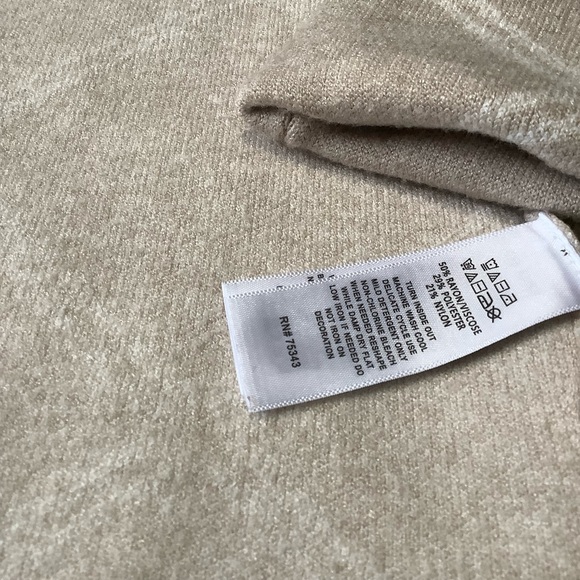 50% RAYON/VISCOSE
29% POLYESTER
21% NYLON
TURN INSIDE OUT
MACHINE WASH COOL
DELICATE CYCLE USE
MILD DETERGENT ONLY
NON-CHLORINE BLEACH
WHEN NEEDED RESHAPE
WHILE DAMP DRY FLAT
LOW IRON IF NEEDED DO
NOT IRON ON
DECORATION
RN# 75343